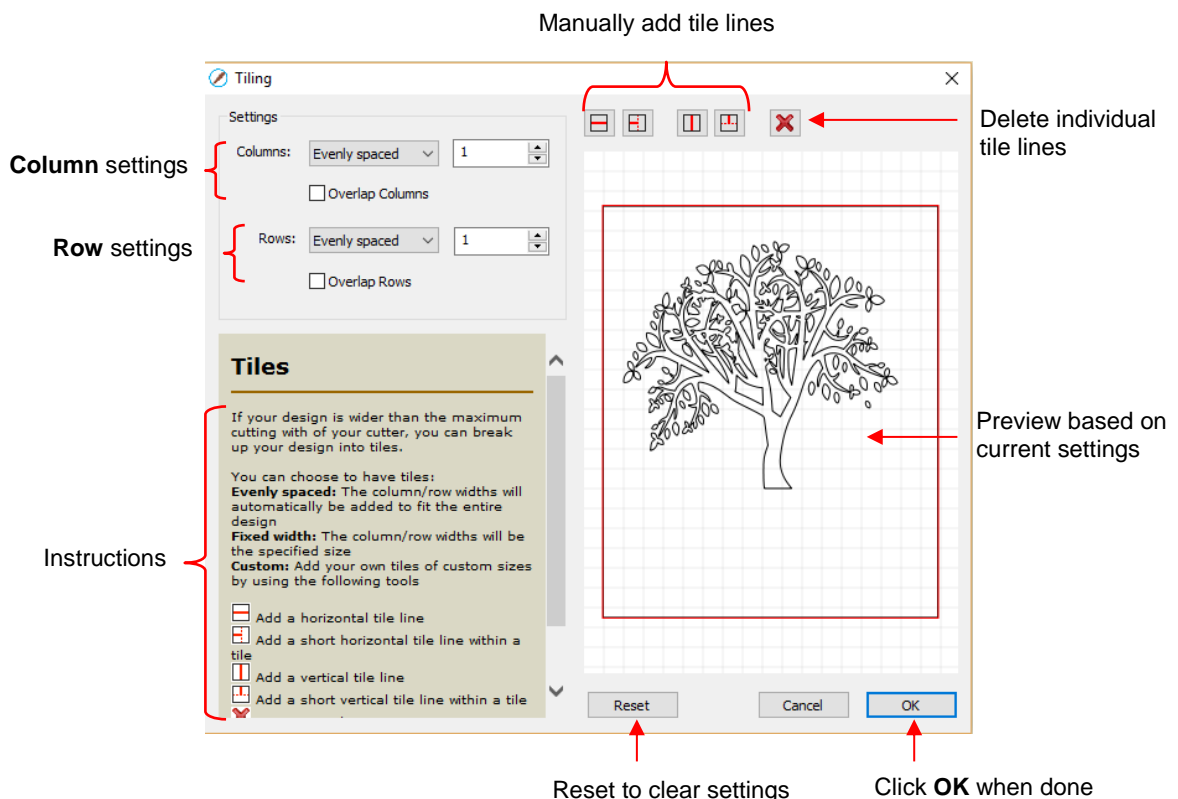 Manually add tile lines
Tiling
Settings
Columns:
Evenly spaced
1
Overlap Columns
Rows:
Evenly spaced
1
Overlap Rows
Column settings
Row settings
Delete individual
tile lines
Tiles
If your design is wider than the maximum
cutting with of your cutter, you can break
up your design into tiles.
You can choose to have tiles:
Evenly spaced: The column/row widths will
automatically be added to fit the entire
design
Fixed width: The column/row widths will be
the specified size
Custom: Add your own tiles of custom sizes
by using the following tools
Add a horizontal tile line
Add a short horizontal tile line within a
tile
Add a vertical tile line
Add a short vertical tile line within a tile
Instructions
Preview based on
current settings
Reset
Cancel
OK
Reset to clear settings
Click OK when done